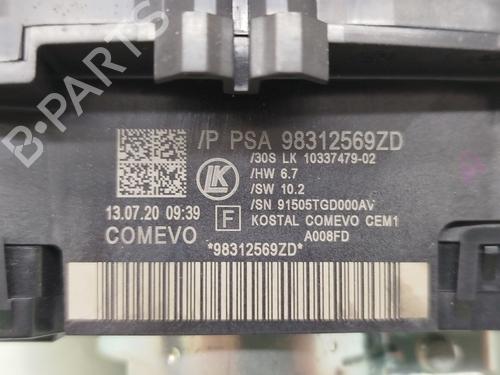 /P PSA 98312569ZD
/30S LK 10337479-02
/HW 6.7
/SW 10.2
/SN 91505TGD000AV
KOSTAL COMEVO CEM1
A008FD
LK
13.07.20 09:39
F
COMEVO
*98312569ZD*